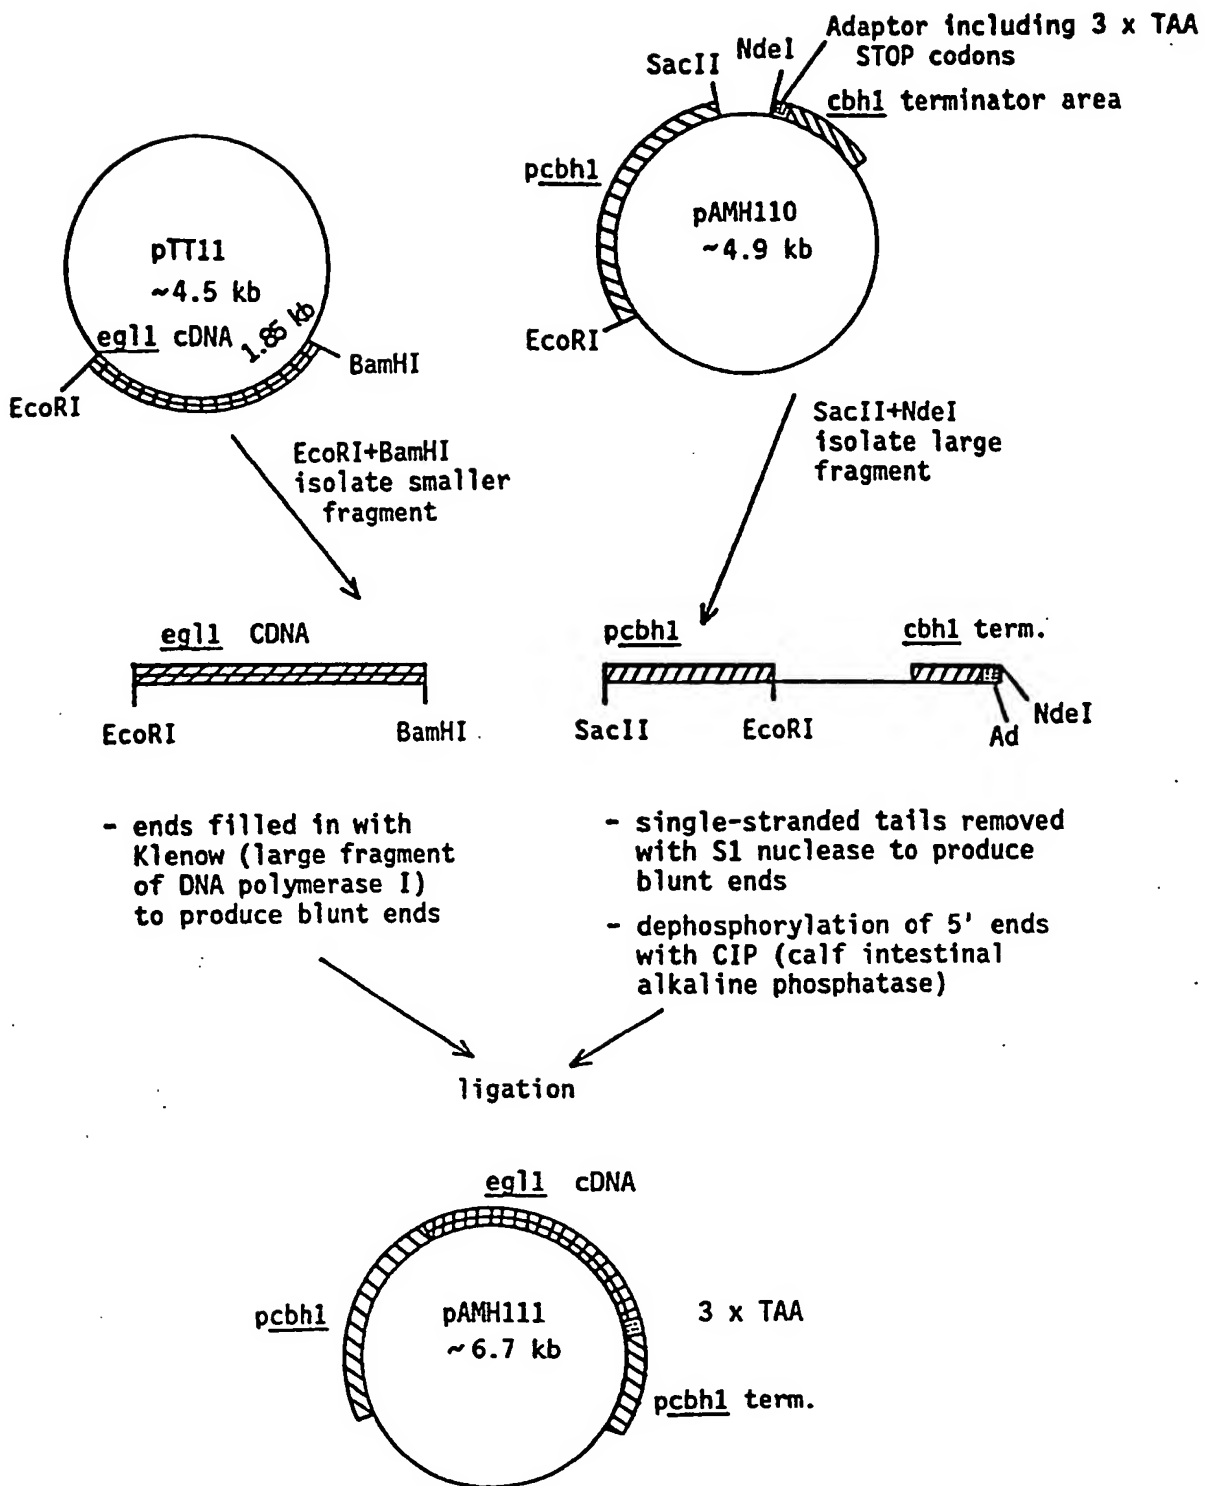 Adaptor including 3 x TAA
STOP codons
SacII
NdeI
cbh1 terminator area
pcbh1
pAMH110
~4.9 kb
EcoRI
pTT11
~4.5 kb
egl1 cDNA
1.85 kb
BamHI
EcoRI
EcoRI+BamHI
isolate smaller
fragment
SacII+NdeI
isolate large
fragment
egl1 CDNA
EcoRI
BamHI
pcbh1
cbh1 term.
SacII
EcoRI
Ad
NdeI
- ends filled in with
Klenow (large fragment
of DNA polymerase I)
to produce blunt ends
- single-stranded tails removed
with S1 nuclease to produce
blunt ends
- dephosphorylation of 5' ends
with CIP (calf intestinal
alkaline phosphatase)
ligation
egl1 cDNA
pcbh1
pAMH111
~6.7 kb
3 x TAA
pcbh1 term.